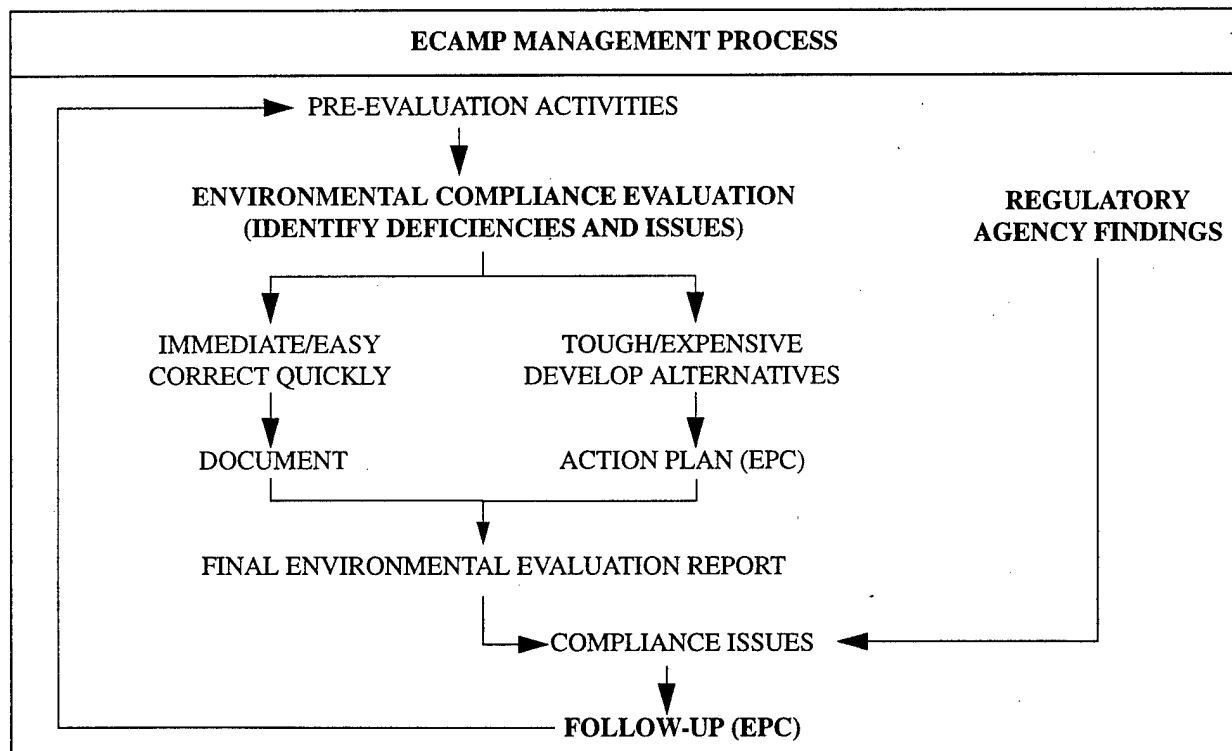 ECAMP MANAGEMENT PROCESS
PRE-EVALUATION ACTIVITIES
ENVIRONMENTAL COMPLIANCE EVALUATION
(IDENTIFY DEFICIENCIES AND ISSUES)
REGULATORY
AGENCY FINDINGS
IMMEDIATE/EASY
CORRECT QUICKLY
TOUGH/EXPENSIVE
DEVELOP ALTERNATIVES
DOCUMENT
ACTION PLAN (EPC)
FINAL ENVIRONMENTAL EVALUATION REPORT
COMPLIANCE ISSUES
FOLLOW-UP (EPC)